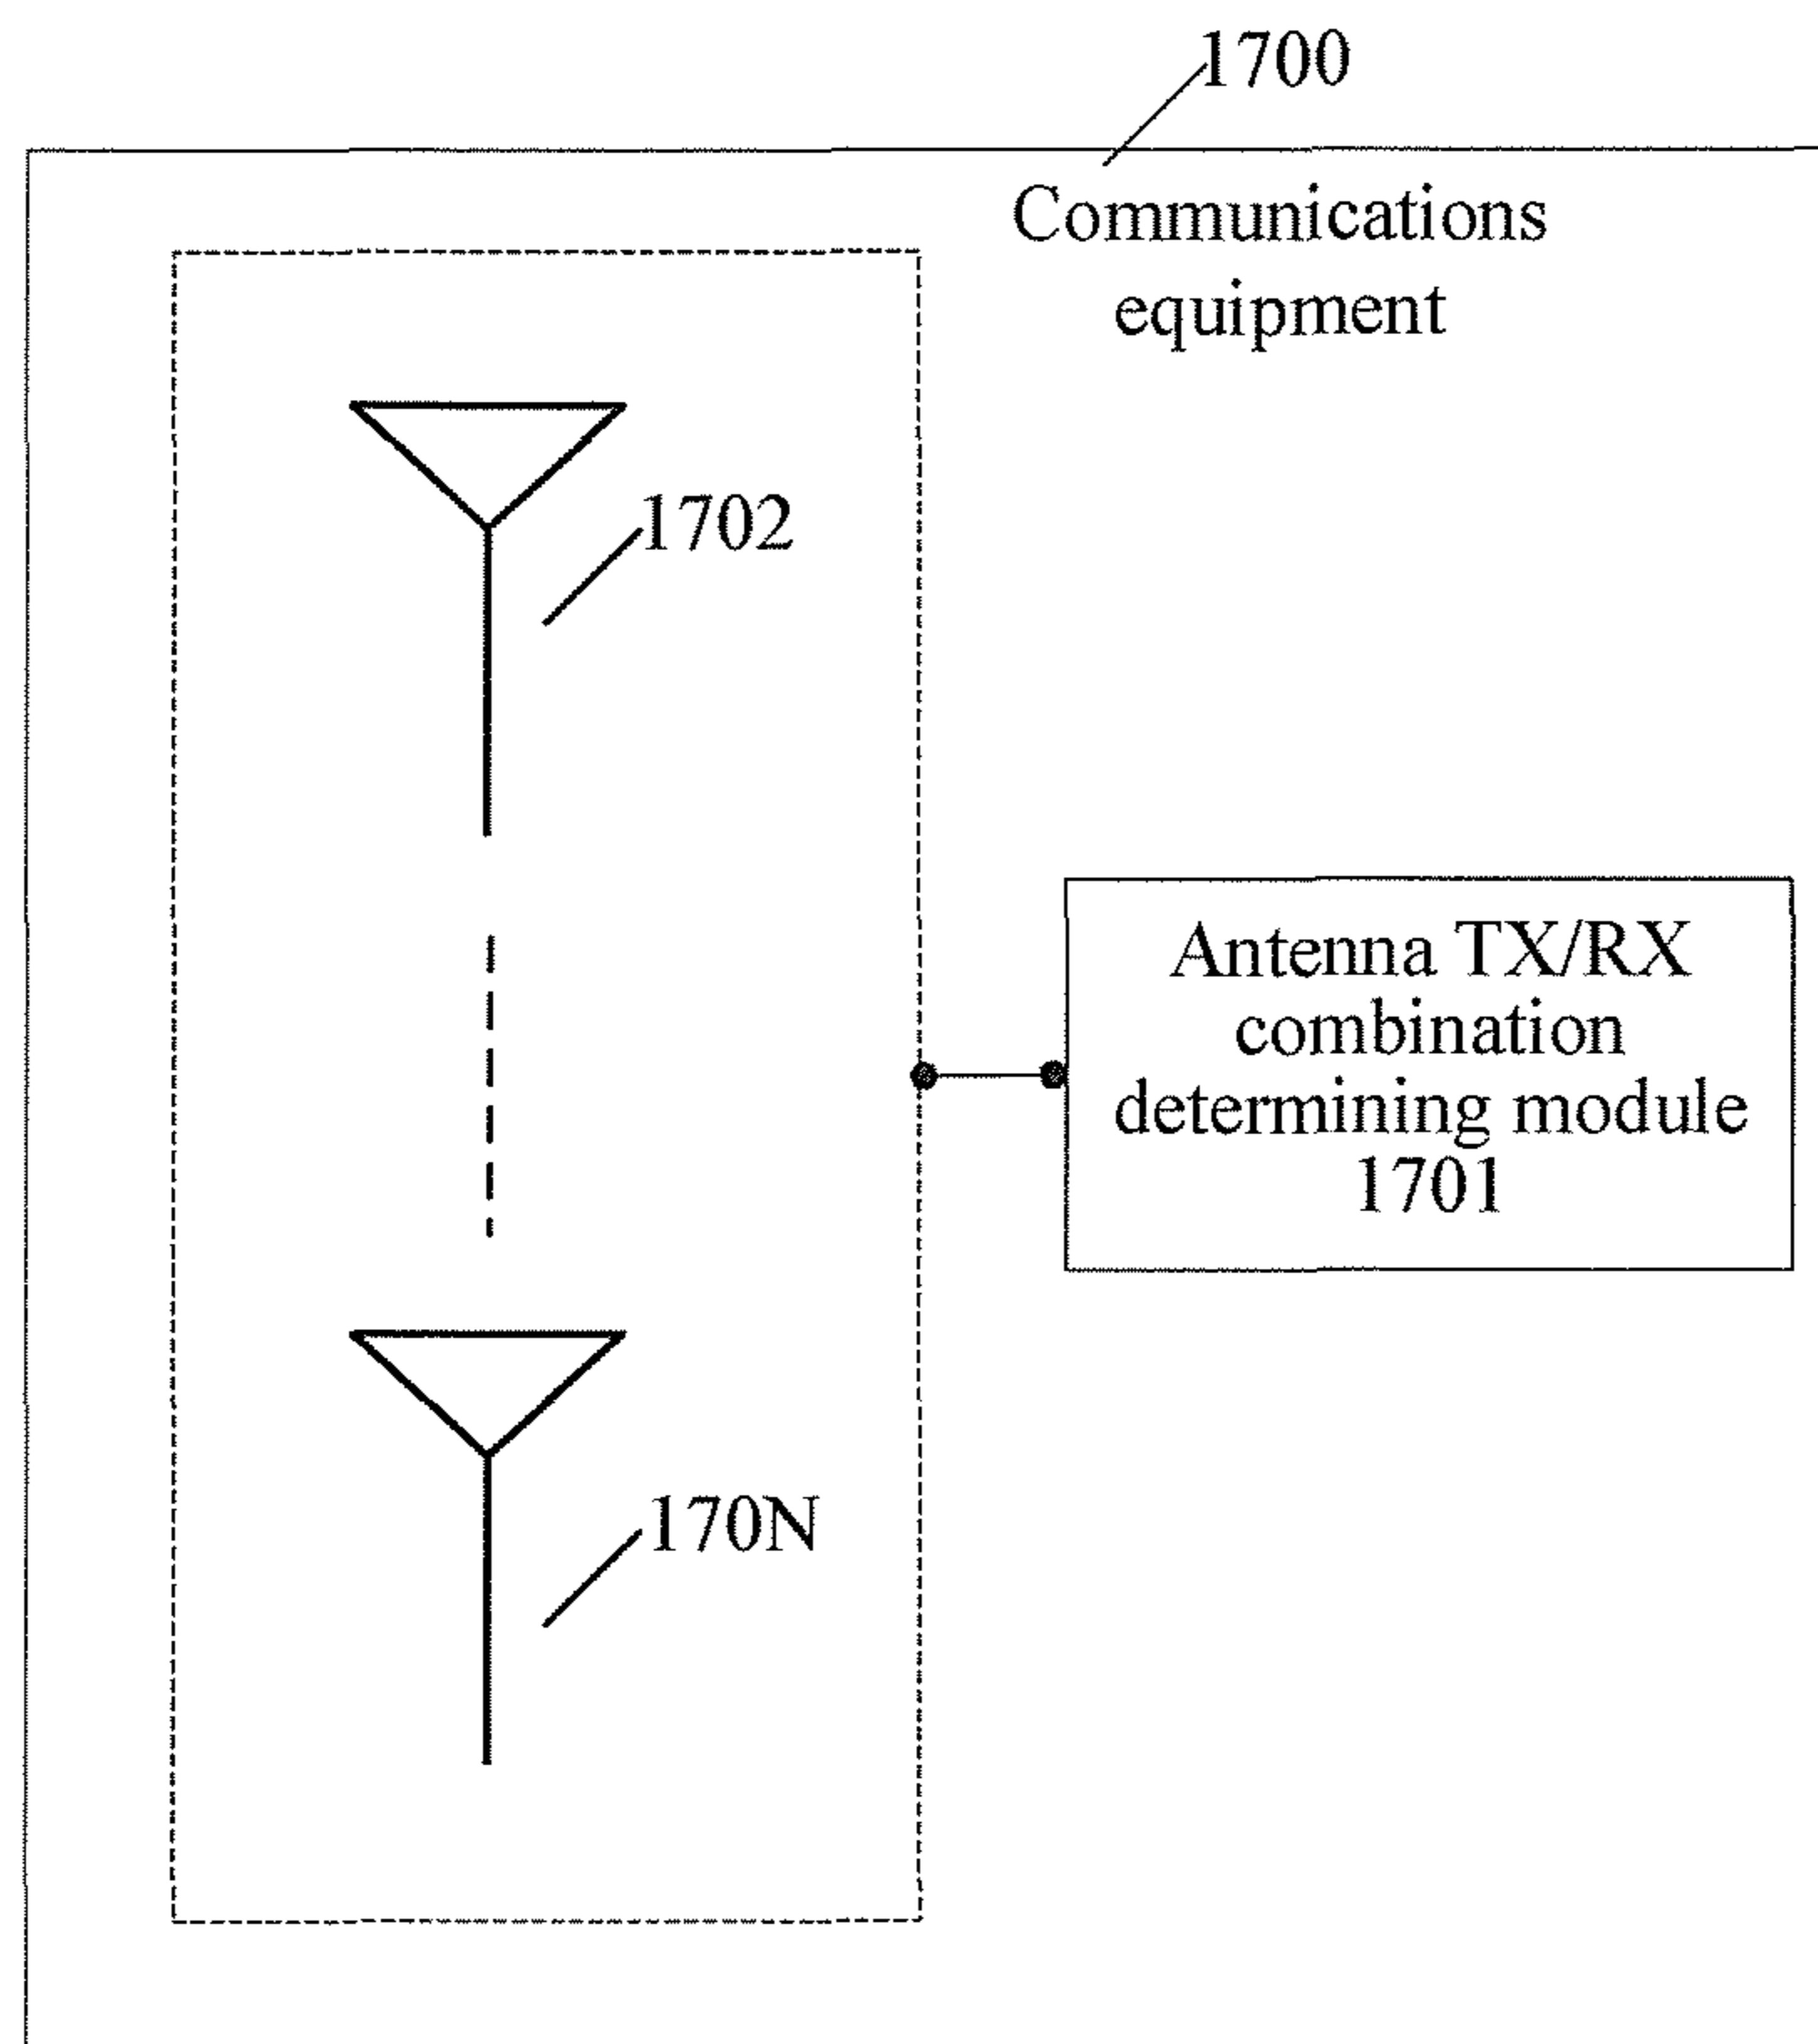 1700
Communications
equipment
1702
Antenna TX/RX
combination
determining module
1701
170N